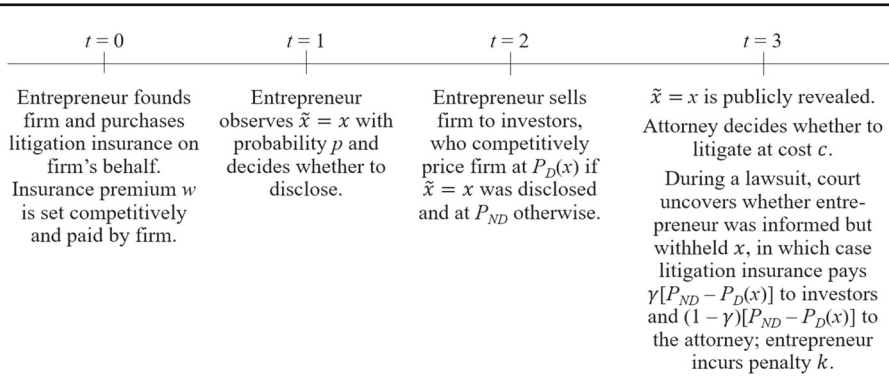 t = 0
t = 1
t = 2
t = 3
Entrepreneur founds
firm and purchases
litigation insurance on
firm's behalf.
Insurance premium w
is set competitively
and paid by firm.
Entrepreneur
observes x̃ = x with
probability p and
decides whether to
disclose.
Entrepreneur sells
firm to investors,
who competitively
price firm at P_D(x) if
x̃ = x was disclosed
and at P_ND otherwise.
x̃ = x is publicly revealed.
Attorney decides whether to
litigate at cost c.
During a lawsuit, court
uncovers whether entre-
preneur was informed but
withheld x, in which case
litigation insurance pays
γ[P_ND – P_D(x)] to investors
and (1 – γ)[P_ND – P_D(x)] to
the attorney; entrepreneur
incurs penalty k.